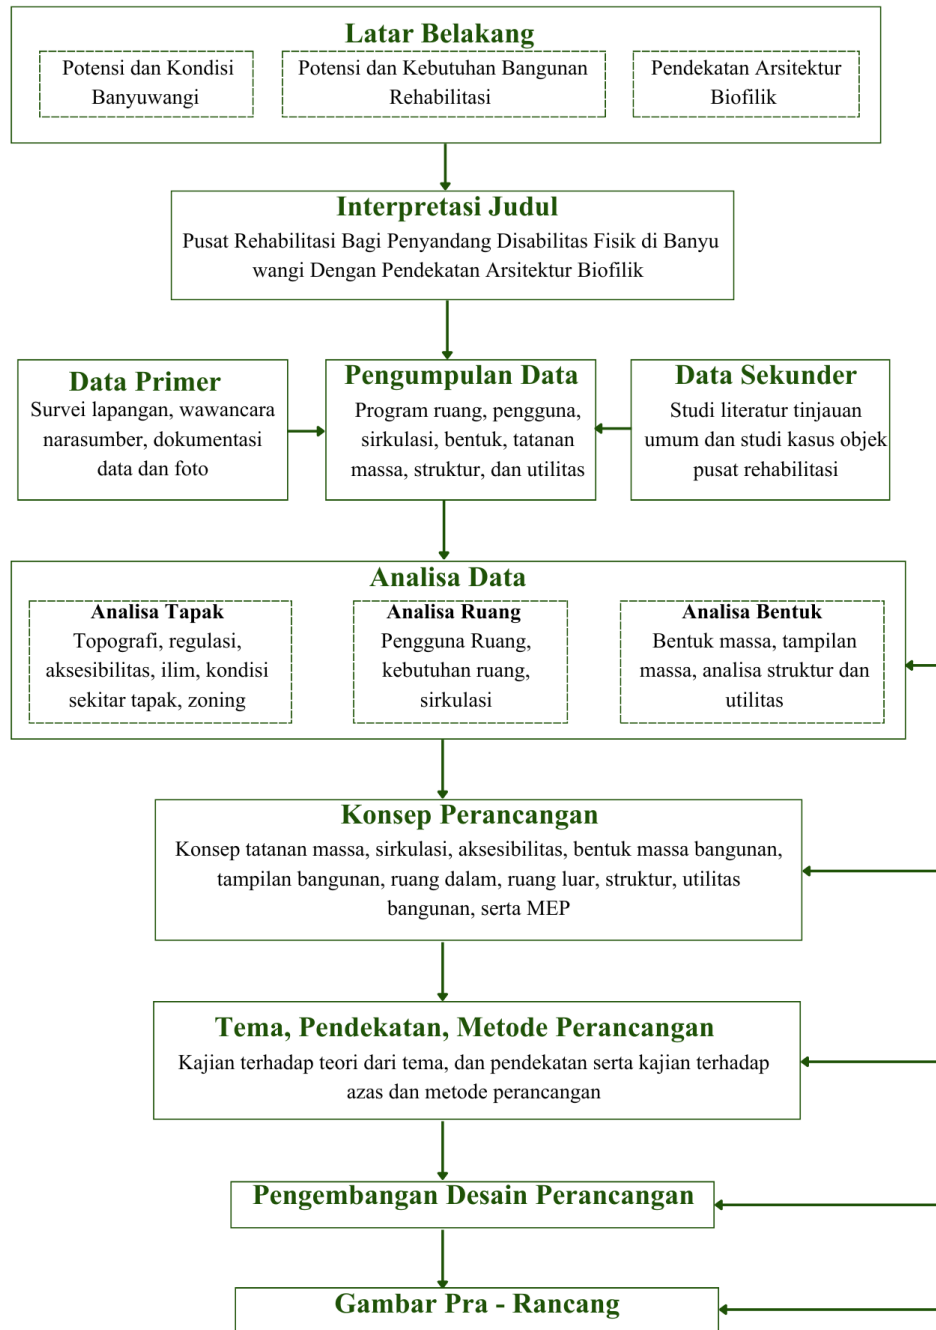 Latar Belakang
Potensi dan Kondisi
Banyuwangi
Potensi dan Kebutuhan Bangunan
Rehabilitasi
Pendekatan Arsitektur
Biofilik
Interpretasi Judul
Pusat Rehabilitasi Bagi Penyandang Disabilitas Fisik di Banyu
wangi Dengan Pendekatan Arsitektur Biofilik
Data Primer
Survei lapangan, wawancara
narasumber, dokumentasi
data dan foto
Pengumpulan Data
Program ruang, pengguna,
sirkulasi, bentuk, tatanan
massa, struktur, dan utilitas
Data Sekunder
Studi literatur tinjauan
umum dan studi kasus objek
pusat rehabilitasi
Analisa Data
Analisa Tapak
Topografi, regulasi,
aksesibilitas, ilim, kondisi
sekitar tapak, zoning
Analisa Ruang
Pengguna Ruang,
kebutuhan ruang,
sirkulasi
Analisa Bentuk
Bentuk massa, tampilan
massa, analisa struktur dan
utilitas
Konsep Perancangan
Konsep tatanan massa, sirkulasi, aksesibilitas, bentuk massa bangunan,
tampilan bangunan, ruang dalam, ruang luar, struktur, utilitas
bangunan, serta MEP
Tema, Pendekatan, Metode Perancangan
Kajian terhadap teori dari tema, dan pendekatan serta kajian terhadap
azas dan metode perancangan
Pengembangan Desain Perancangan
Gambar Pra - Rancang